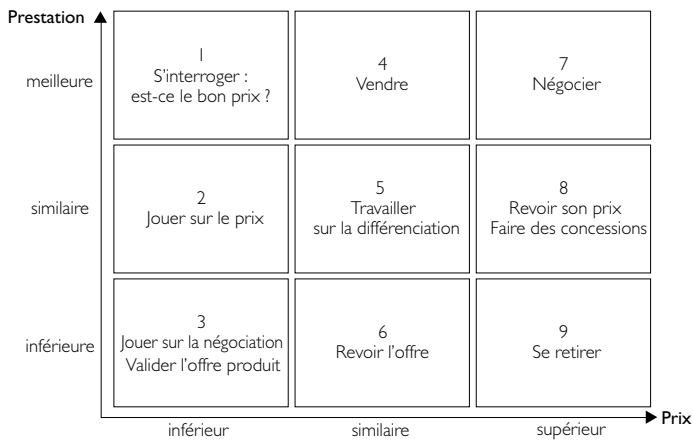 Prestation
meilleure
1
S'interroger :
est-ce le bon prix ?
4
Vendre
7
Négocier
similaire
2
Jouer sur le prix
5
Travailler
sur la différenciation
8
Revoir son prix
Faire des concessions
inférieure
3
Jouer sur la négociation
Valider l'offre produit
6
Revoir l'offre
9
Se retirer
Prix
inférieur
similaire
supérieur